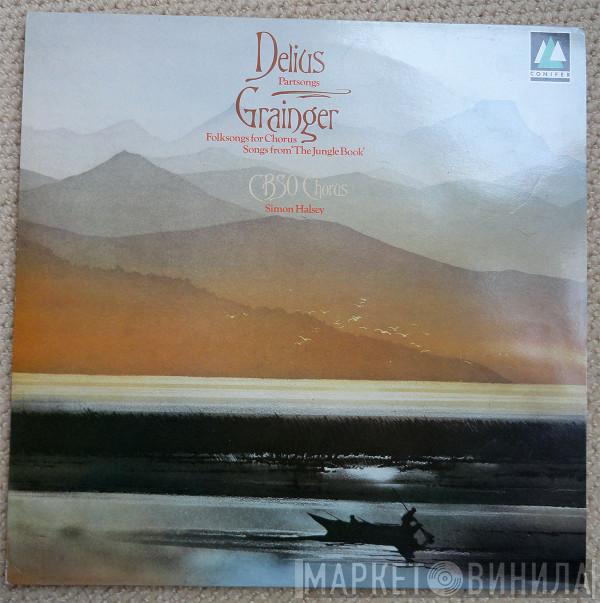 Delius
Partsongs
Grainger
Folksongs for Chorus
Songs from 'The Jungle Book'
CBSO Chorus
Simon Halsey
CONIFER
МАРКЕТ ВИНИЛА